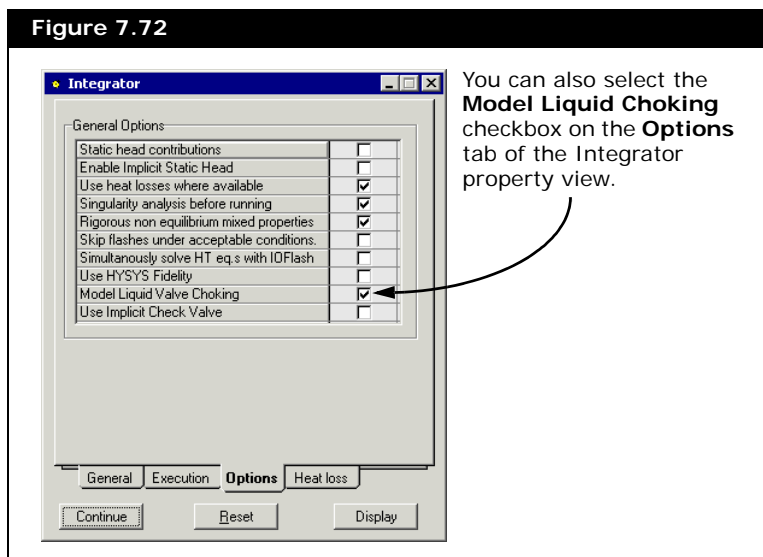 Figure 7.72
Integrator
General Options
Static head contributions
Enable Implicit Static Head
Use heat losses where available
Singularity analysis before running
Rigorous non equilibrium mixed properties
Skip flashes under acceptable conditions.
Simultanously solve HT eq.s with IOFlash
Use HYSYS Fidelity
Model Liquid Valve Choking
Use Implicit Check Valve
General Execution Options Heat loss
Continue Reset Display
You can also select the
Model Liquid Choking
checkbox on the Options
tab of the Integrator
property view.